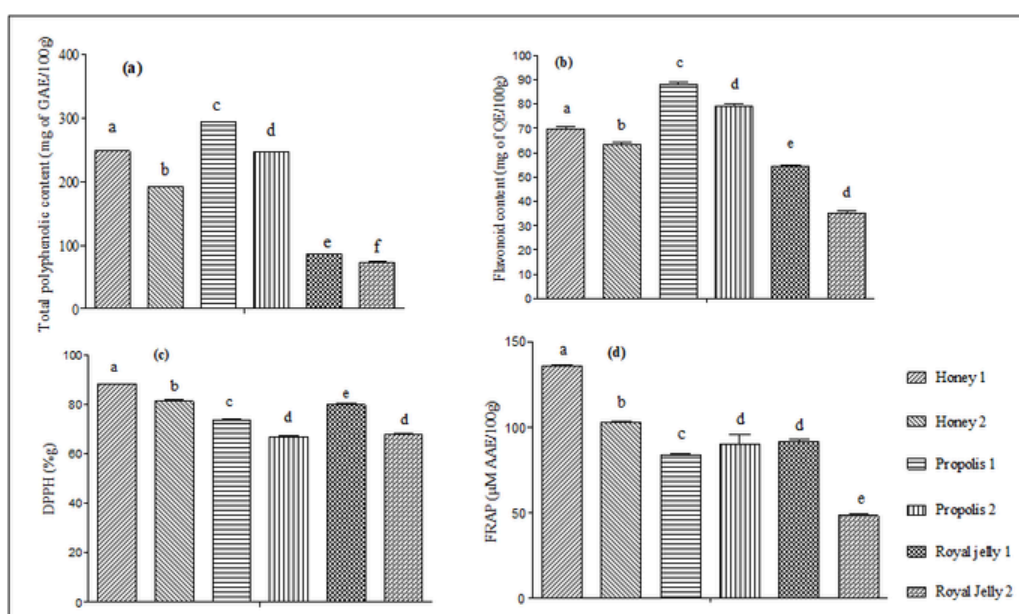 (a)
Total polyphenolic content (mg of GAE/100g)
400
300
200
100
0
a
b
c
d
e
f
(b)
Flavonoid content (mg of QE/100g)
100
90
80
70
60
50
40
30
20
10
0
a
b
c
d
e
d
(c)
DPPH (%g)
100
80
60
40
20
0
a
b
c
d
e
d
(d)
FRAP (µM AAE/100g)
150
100
50
0
a
b
c
d
d
e
Honey 1
Honey 2
Propolis 1
Propolis 2
Royal jelly 1
Royal Jelly 2